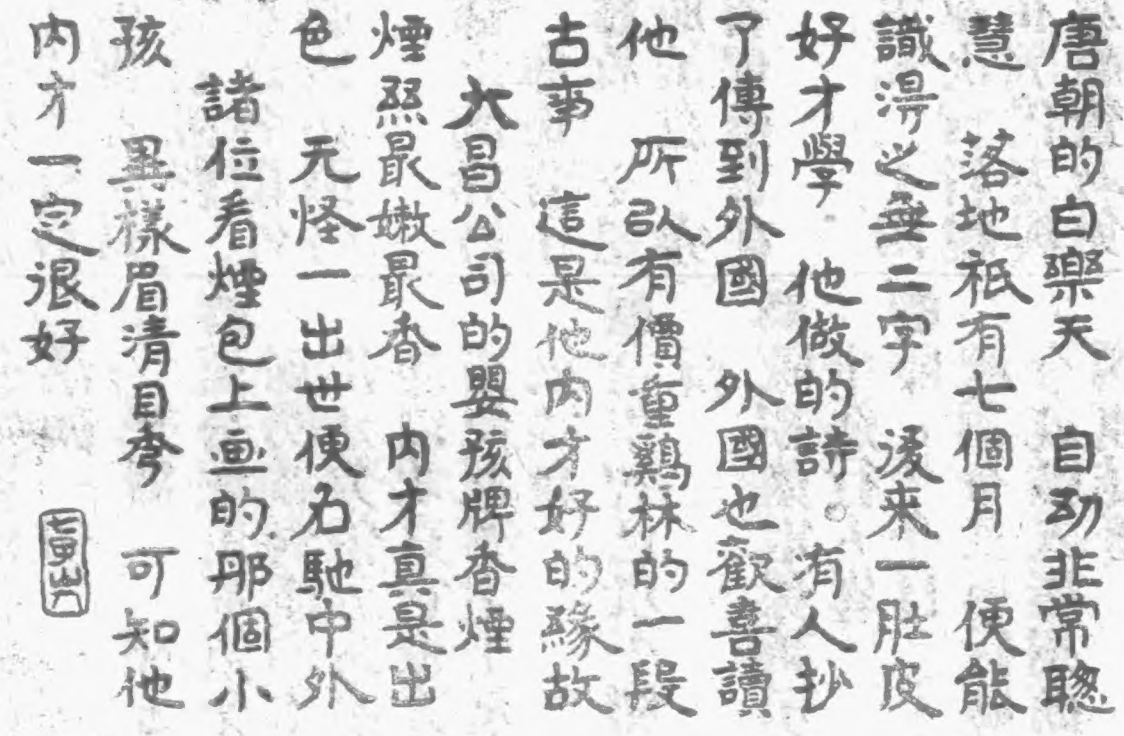 唐朝的白樂天　自幼非常聰
慧　落地祇有七個月　便能
識得之無二字　後来一肚皮
好才學　他做的詩　有人抄
了傳到外國　外國也歡喜讀
他　所以有價重鷄林的一段
古事　這是他内才好的緣故
大昌公司的嬰孩牌香煙
煙絲最嫩最香　内才真是出
色　无怪一出世便名馳中外
諸位看煙包上画的那個小
孩　異樣眉清目秀　可知他
内才一定很好